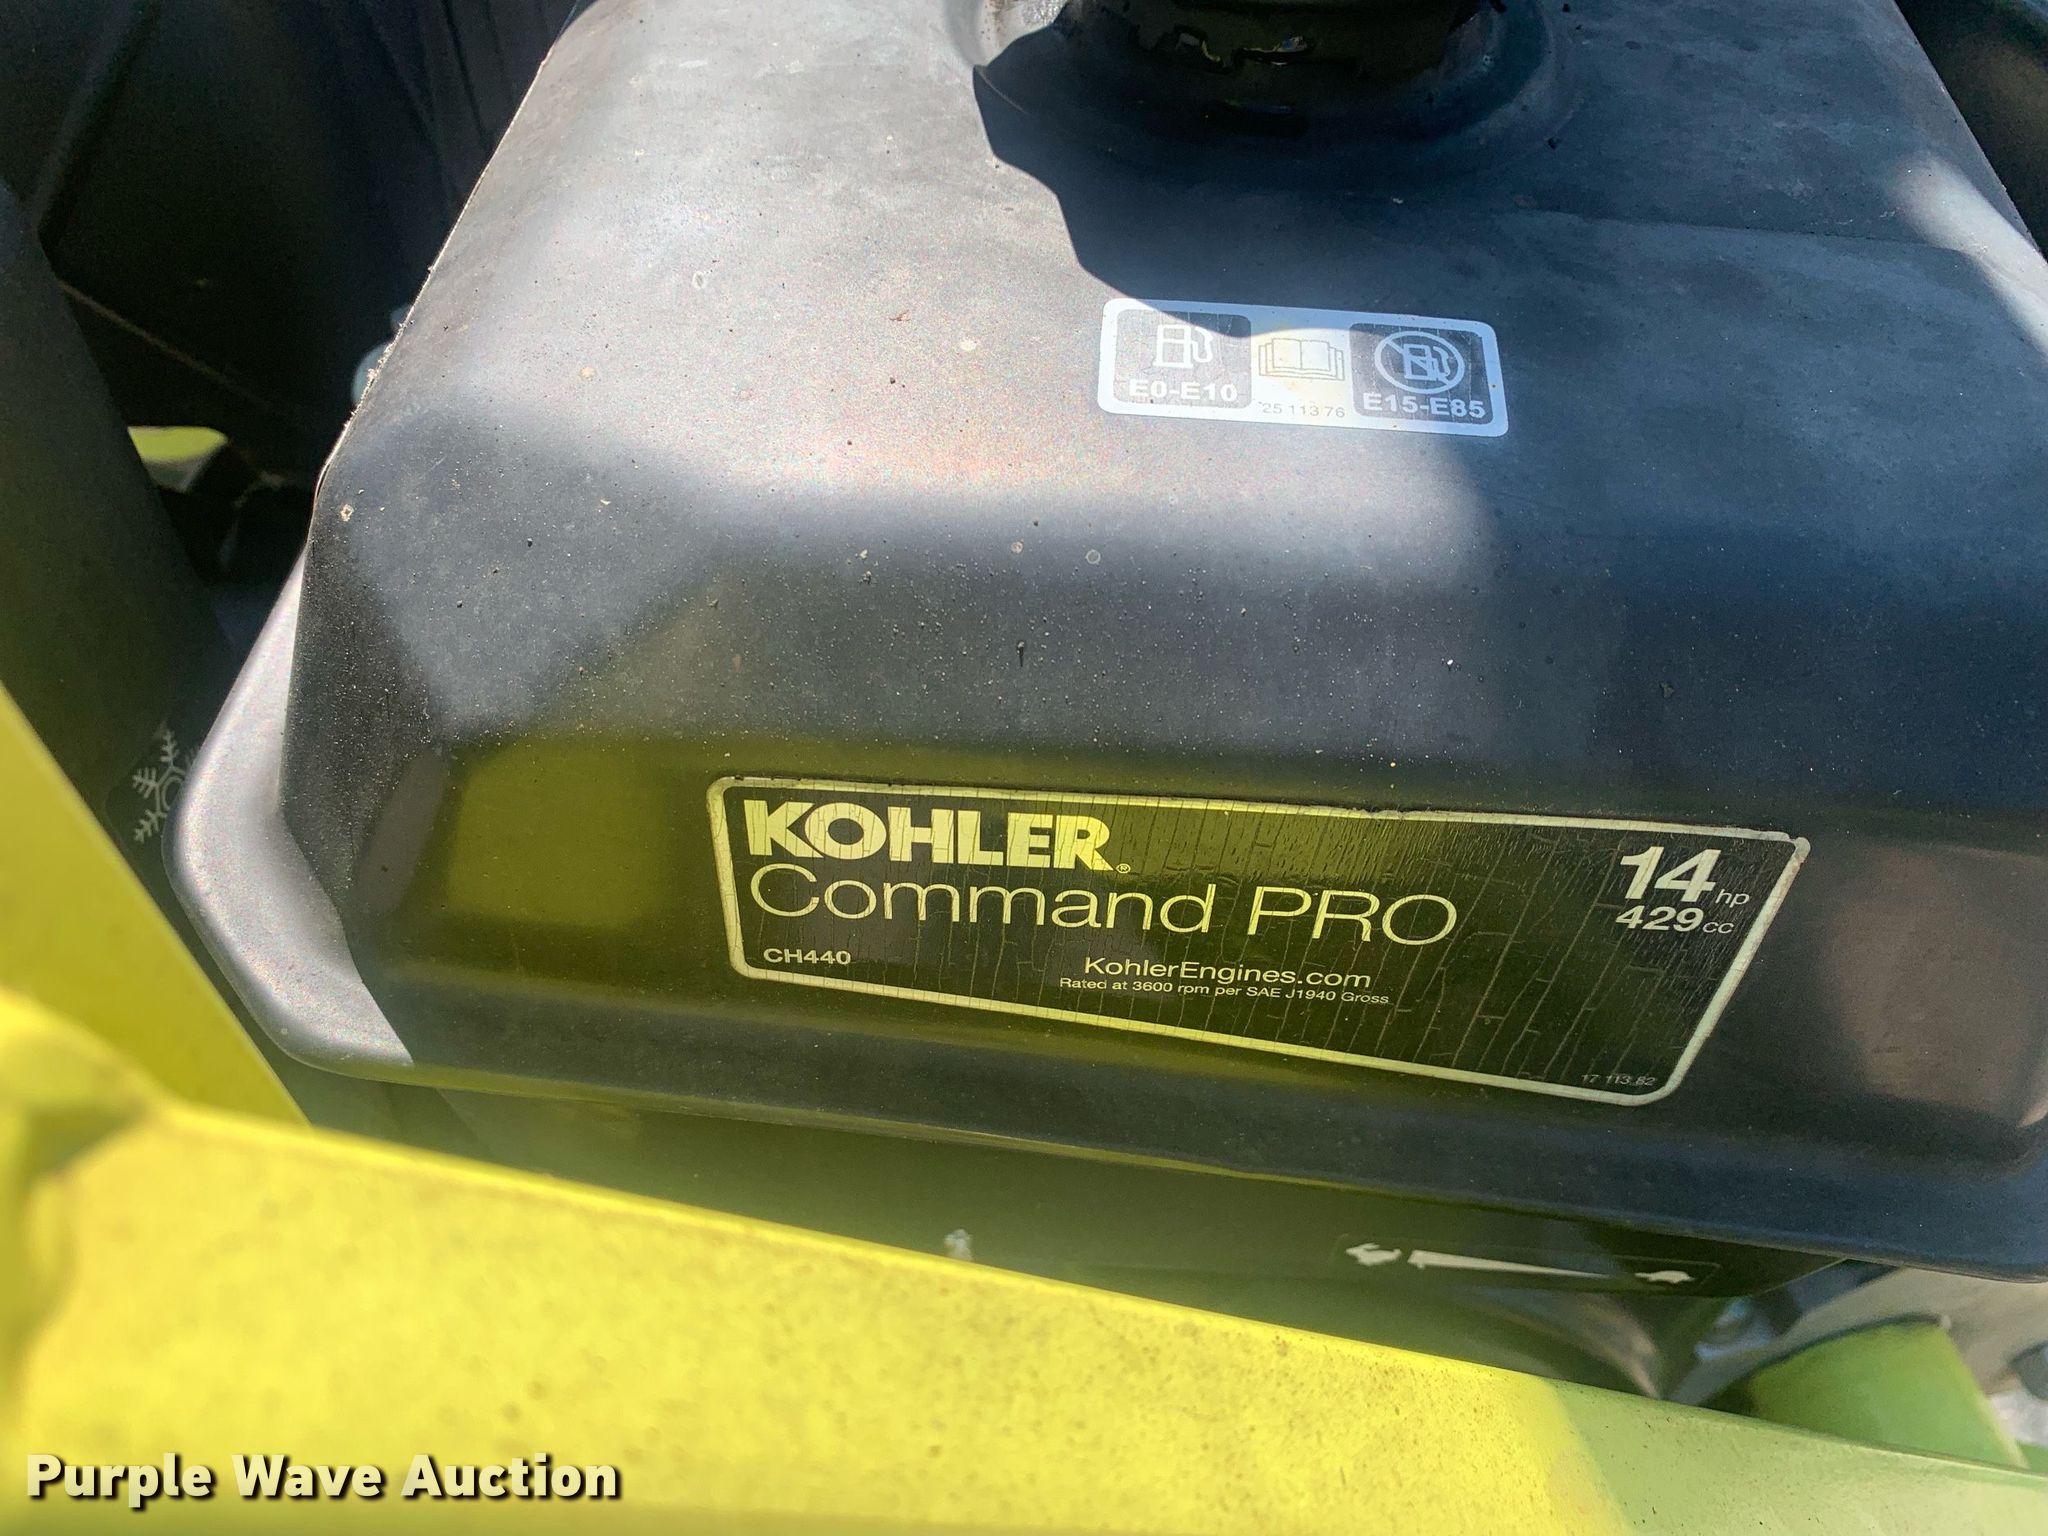 E0-E10
25 113 76
E15-E85
KOHLER®
Command PRO
14 hp
429 cc
CH440
KohlerEngines.com
Rated at 3600 rpm per SAE J1940 Gross
17 113 82
Purple Wave Auction